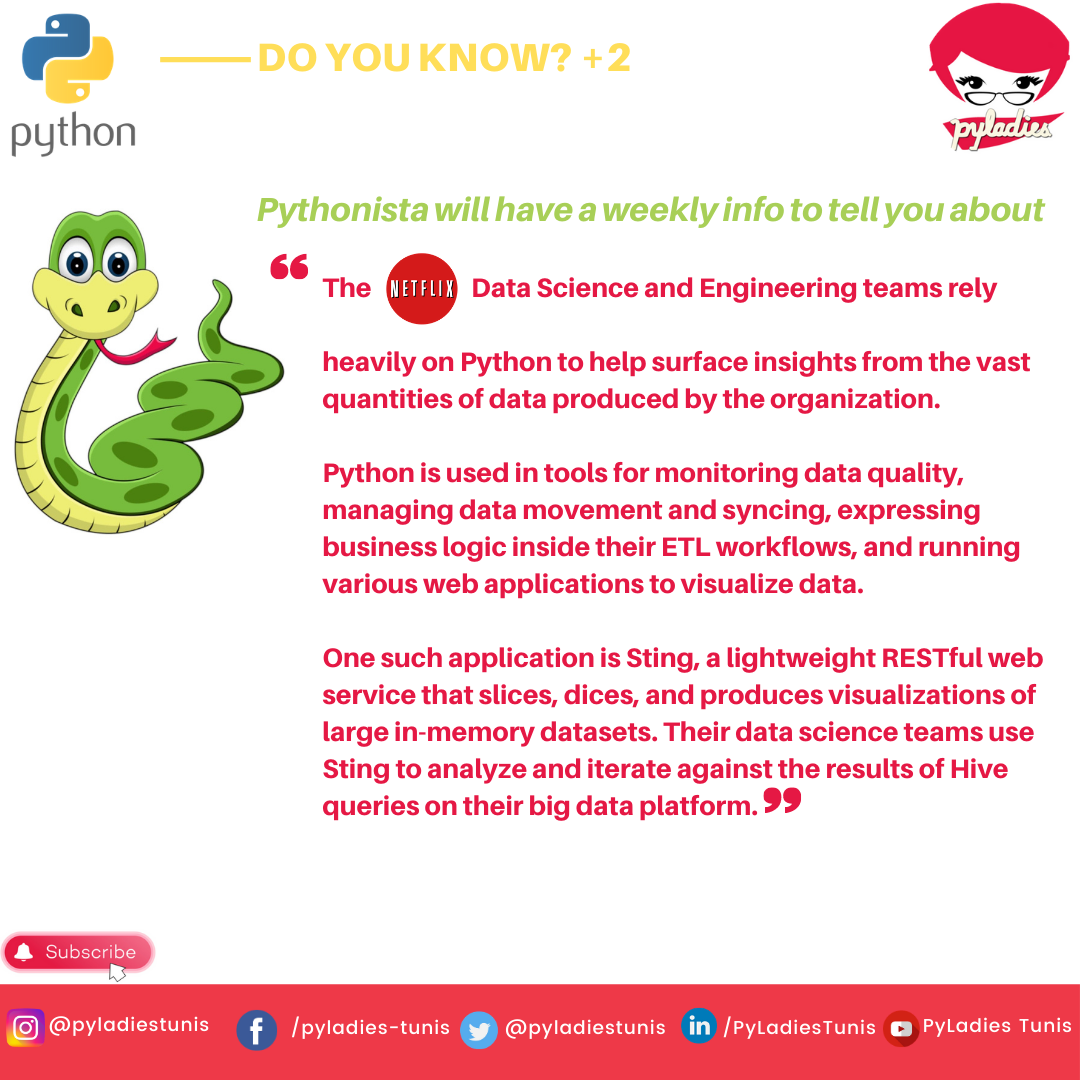 DO YOU KNOW? +2
python
pyladies
Pythonista will have a weekly info to tell you about
“ The NETFLIX Data Science and Engineering teams rely
heavily on Python to help surface insights from the vast
quantities of data produced by the organization.
Python is used in tools for monitoring data quality,
managing data movement and syncing, expressing
business logic inside their ETL workflows, and running
various web applications to visualize data.
One such application is Sting, a lightweight RESTful web
service that slices, dices, and produces visualizations of
large in-memory datasets. Their data science teams use
Sting to analyze and iterate against the results of Hive
queries on their big data platform. ”
Subscribe
@pyladiestunis /pyladies-tunis @pyladiestunis /PyLadiesTunis PyLadies Tunis